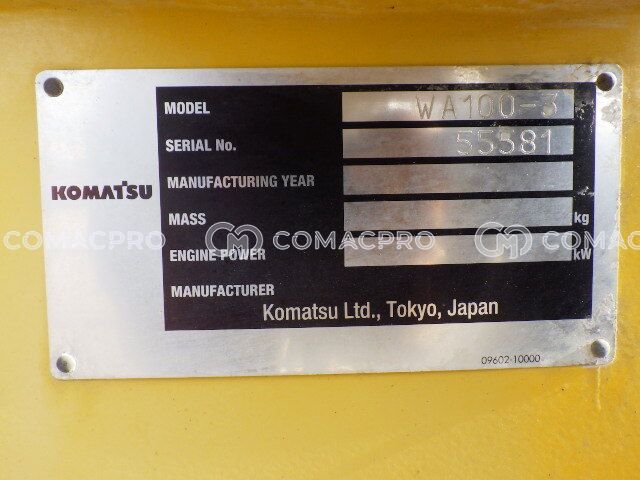 MODEL WA100-3
SERIAL No. 55581
KOMATSU
MANUFACTURING YEAR
MASS kg
COMACPRO COMACPRO COMACPRO
ENGINE POWER kW
MANUFACTURER
Komatsu Ltd., Tokyo, Japan
09602-10000